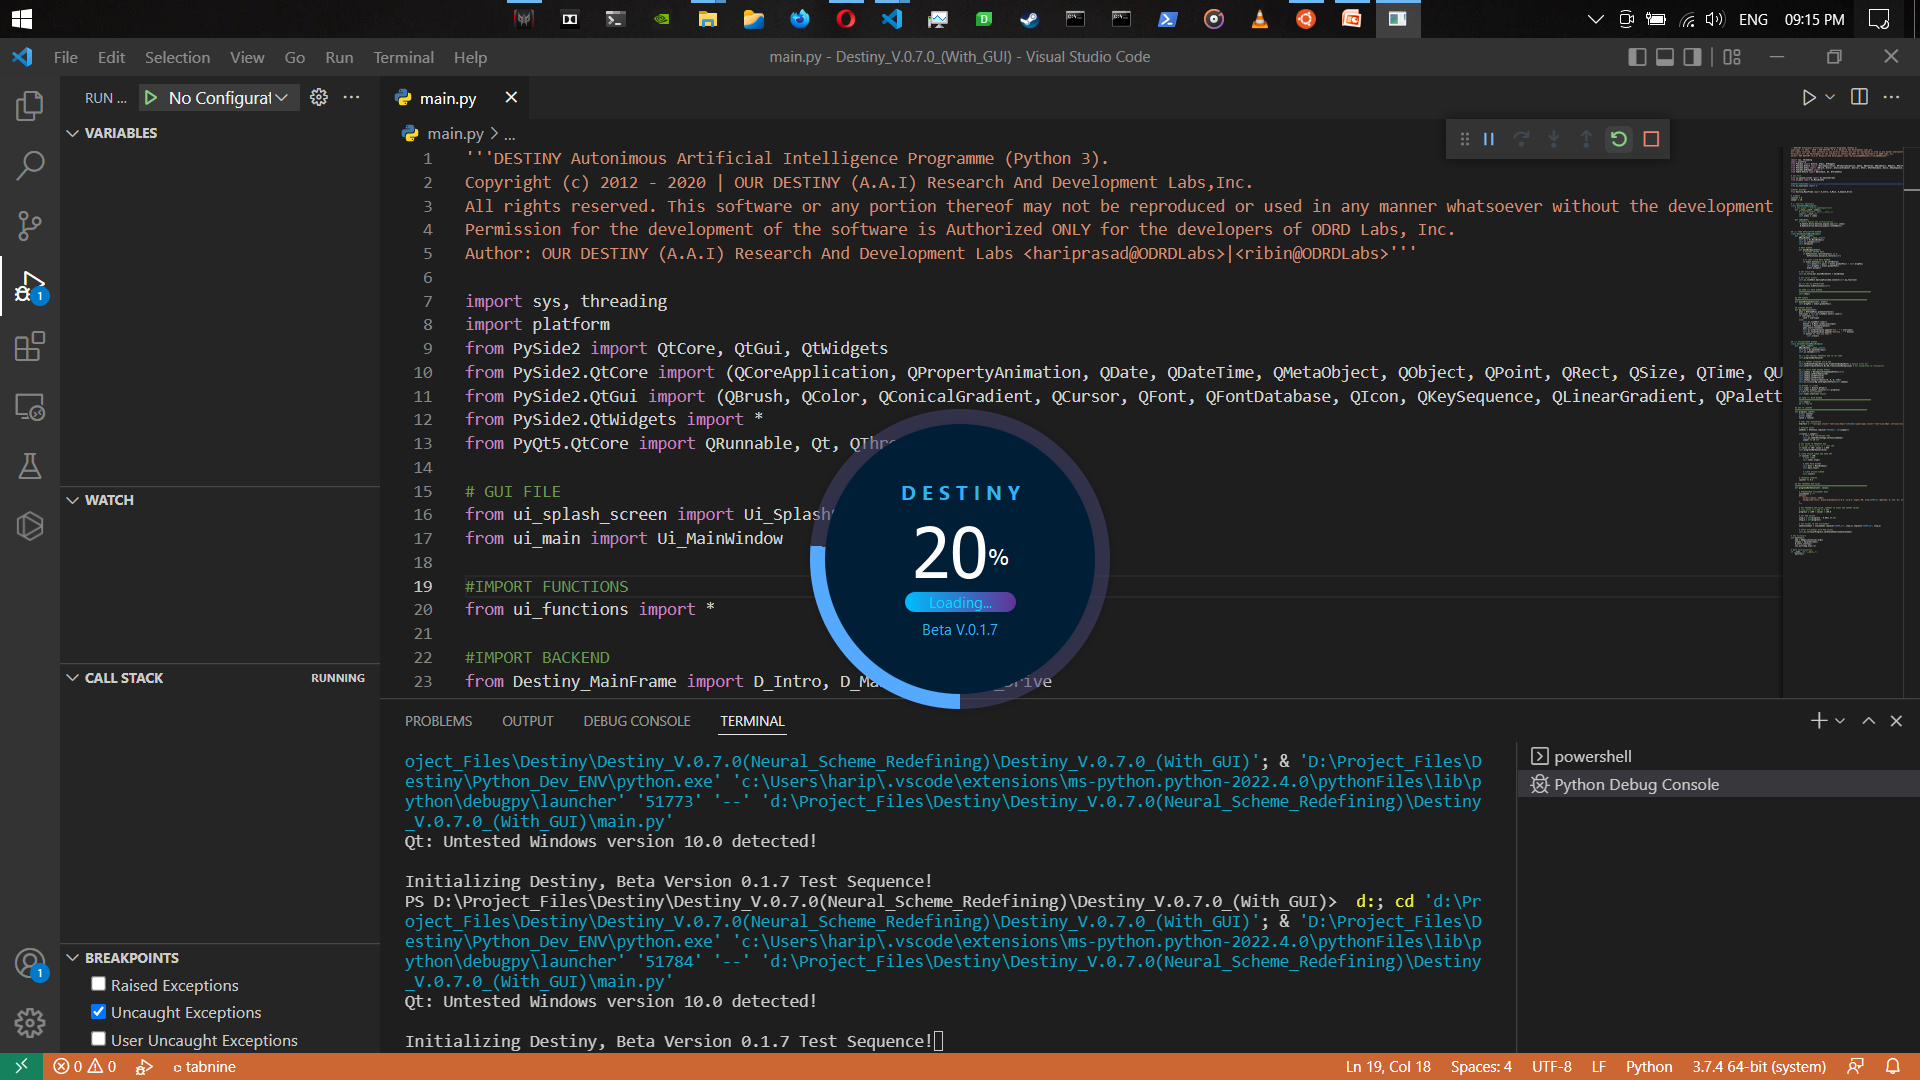 ENG
09:15 PM
File Edit Selection View Go Run Terminal Help
main.py - Destiny_V.0.7.0_(With_GUI) - Visual Studio Code
RUN ...
No Configurat
main.py
VARIABLES
main.py > ...
1 '''DESTINY Autonimous Artificial Intelligence Programme (Python 3).
2 Copyright (c) 2012 - 2020 | OUR DESTINY (A.A.I) Research And Development Labs,Inc.
3 All rights reserved. This software or any portion thereof may not be reproduced or used in any manner whatsoever without the development
4 Permission for the development of the software is Authorized ONLY for the developers of ODRD Labs, Inc.
5 Author: OUR DESTINY (A.A.I) Research And Development Labs <hariprasad@ODRDLabs>|<ribin@ODRDLabs>'''
6
7 import sys, threading
8 import platform
9 from PySide2 import QtCore, QtGui, QtWidgets
10 from PySide2.QtCore import (QCoreApplication, QPropertyAnimation, QDate, QDateTime, QMetaObject, QObject, QPoint, QRect, QSize, QTime, QU
11 from PySide2.QtGui import (QBrush, QColor, QConicalGradient, QCursor, QFont, QFontDatabase, QIcon, QKeySequence, QLinearGradient, QPalett
12 from PySide2.QtWidgets import *
13 from PyQt5.QtCore import QRunnable, Qt, QThr
14
15 # GUI FILE
16 from ui_splash_screen import Ui_Splash
17 from ui_main import Ui_MainWindow
18
19 #IMPORT FUNCTIONS
20 from ui_functions import *
21
22 #IMPORT BACKEND
23 from Destiny_MainFrame import D_Intro, D_Ma _Drive
DESTINY
20%
Loading...
Beta V.0.1.7
WATCH
CALL STACK
RUNNING
BREAKPOINTS
Raised Exceptions
Uncaught Exceptions
User Uncaught Exceptions
1
1
PROBLEMS OUTPUT DEBUG CONSOLE TERMINAL
oject_Files\Destiny\Destiny_V.0.7.0(Neural_Scheme_Redefining)\Destiny_V.0.7.0_(With_GUI)'; & 'D:\Project_Files\D
estiny\Python_Dev_ENV\python.exe' 'c:\Users\harip\.vscode\extensions\ms-python.python-2022.4.0\pythonFiles\lib\p
ython\debugpy\launcher' '51773' '--' 'd:\Project_Files\Destiny\Destiny_V.0.7.0(Neural_Scheme_Redefining)\Destiny
_V.0.7.0_(With_GUI)\main.py'
Qt: Untested Windows version 10.0 detected!
Initializing Destiny, Beta Version 0.1.7 Test Sequence!
PS D:\Project_Files\Destiny\Destiny_V.0.7.0(Neural_Scheme_Redefining)\Destiny_V.0.7.0_(With_GUI)> d:; cd 'd:\Pr
oject_Files\Destiny\Destiny_V.0.7.0(Neural_Scheme_Redefining)\Destiny_V.0.7.0_(With_GUI)'; & 'D:\Project_Files\D
estiny\Python_Dev_ENV\python.exe' 'c:\Users\harip\.vscode\extensions\ms-python.python-2022.4.0\pythonFiles\lib\p
ython\debugpy\launcher' '51784' '--' 'd:\Project_Files\Destiny\Destiny_V.0.7.0(Neural_Scheme_Redefining)\Destiny
_V.0.7.0_(With_GUI)\main.py'
Qt: Untested Windows version 10.0 detected!
Initializing Destiny, Beta Version 0.1.7 Test Sequence!
powershell
Python Debug Console
0 0
tabnine
Ln 19, Col 18
Spaces: 4
UTF-8
LF
Python
3.7.4 64-bit (system)